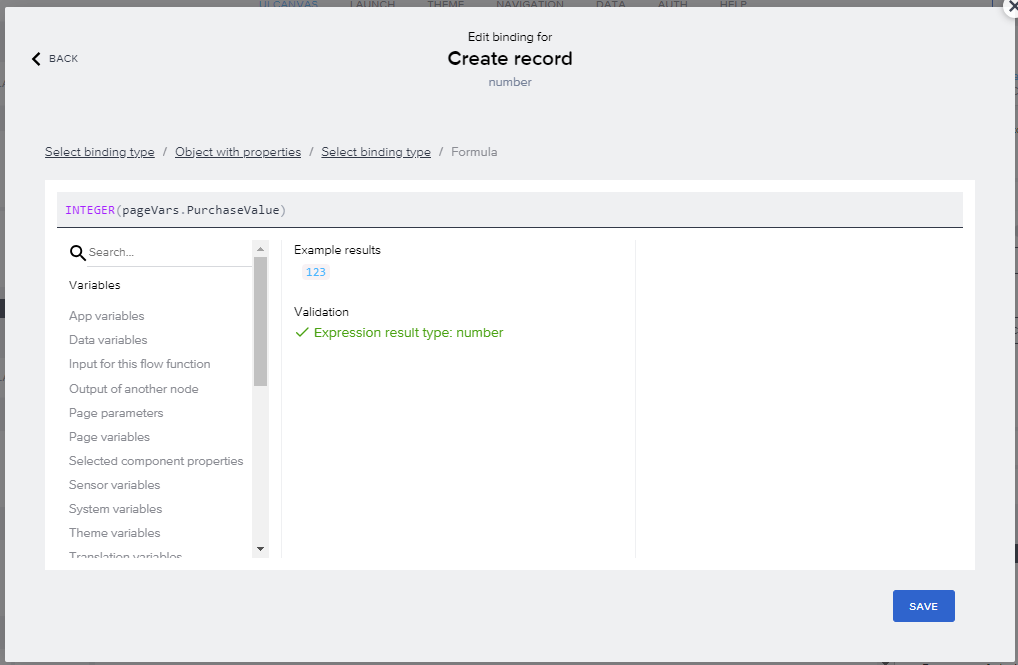 UI CANVAS LAUNCH THEME NAVIGATION DATA AUTH HELP
Edit binding for
BACK
Create record
number
Select binding type / Object with properties / Select binding type / Formula
INTEGER(pageVars.PurchaseValue)
Search...
Variables
App variables
Data variables
Input for this flow function
Output of another node
Page parameters
Page variables
Selected component properties
Sensor variables
System variables
Theme variables
Translation variables
Example results
123
Validation
Expression result type: number
SAVE